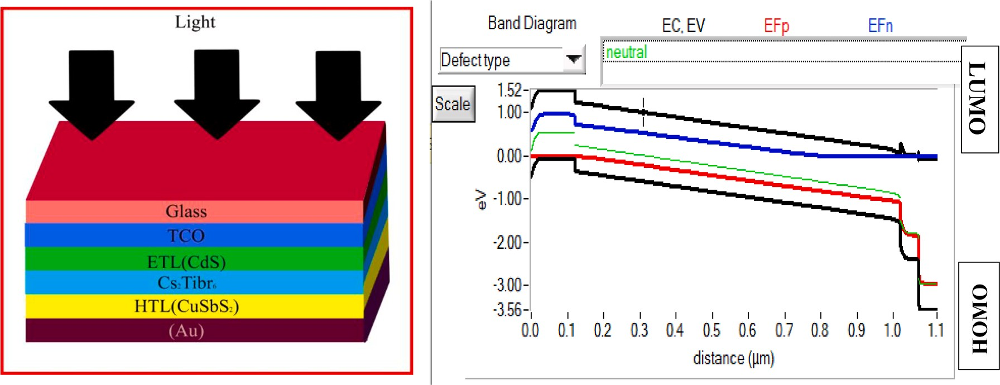 Light
Glass
TCO
ETL(CdS)
Cs₂Tibr₆
HTL(CuSbS₂)
(Au)
Band Diagram EC, EV EFp EFn
Defect type
neutral
Scale
LUMO
HOMO
1.52
1.00
0.00
-1.00
-2.00
-3.00
-3.56
eV
0.0 0.1 0.2 0.3 0.4 0.5 0.6 0.7 0.8 0.9 1.0 1.1
distance (µm)